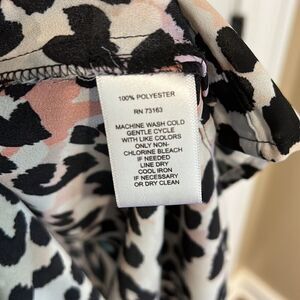 100% POLYESTER
RN 73163
MACHINE WASH COLD
GENTLE CYCLE
WITH LIKE COLORS
ONLY NON-
CHLORINE BLEACH
IF NEEDED
LINE DRY
COOL IRON
IF NECESSARY
OR DRY CLEAN